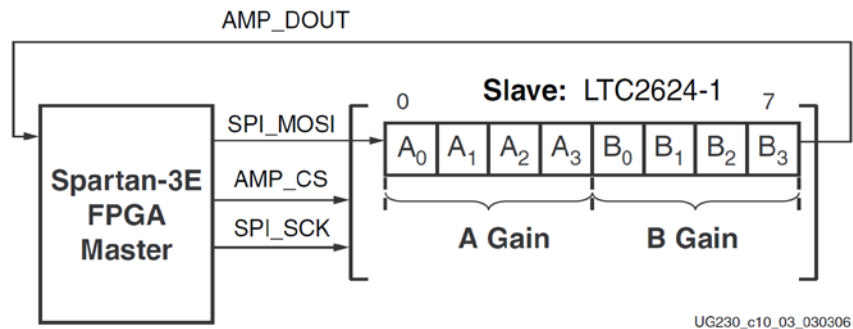 AMP_DOUT
0
Slave: LTC2624-1
7
SPI_MOSI
A0 A1 A2 A3 B0 B1 B2 B3
Spartan-3E
FPGA
Master
AMP_CS
SPI_SCK
A Gain
B Gain
UG230_c10_03_030306